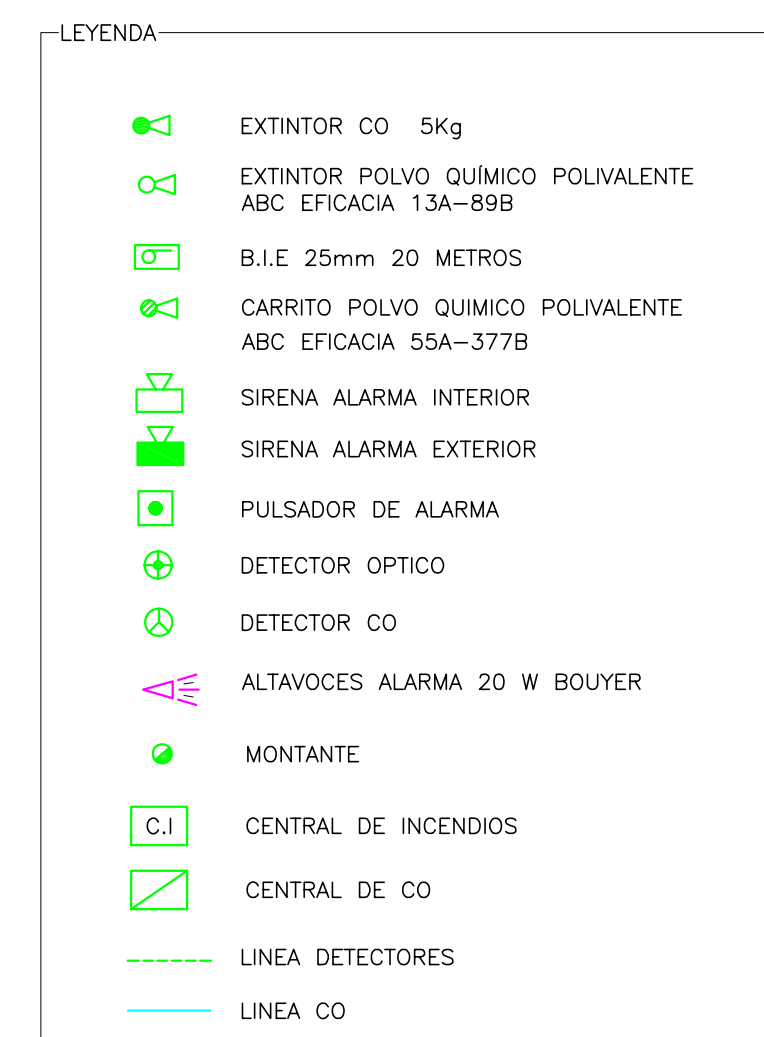 LEYENDA
EXTINTOR CO 5Kg
EXTINTOR POLVO QUÍMICO POLIVALENTE
ABC EFICACIA 13A-89B
B.I.E 25mm 20 METROS
CARRITO POLVO QUIMICO POLIVALENTE
ABC EFICACIA 55A-377B
SIRENA ALARMA INTERIOR
SIRENA ALARMA EXTERIOR
PULSADOR DE ALARMA
DETECTOR OPTICO
DETECTOR CO
ALTAVOCES ALARMA 20 W BOUYER
MONTANTE
C.I CENTRAL DE INCENDIOS
CENTRAL DE CO
LINEA DETECTORES
LINEA CO